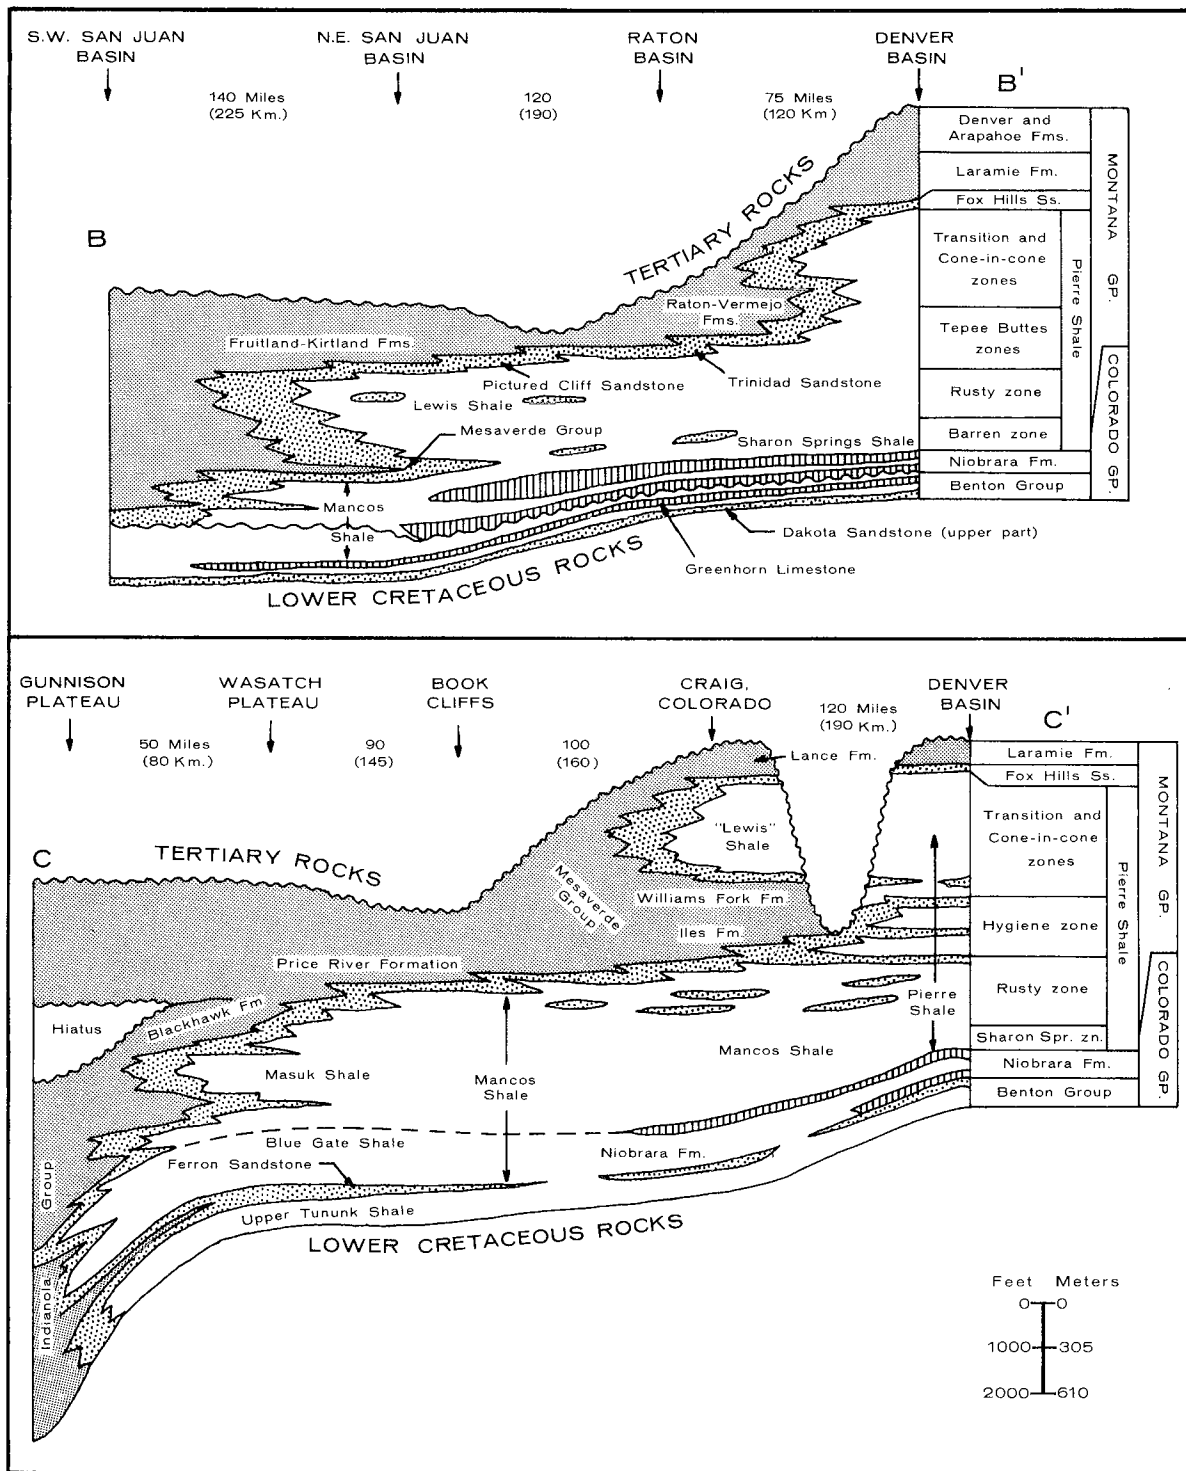 S.W. SAN JUAN
BASIN
N.E. SAN JUAN
BASIN
RATON
BASIN
DENVER
BASIN
140 Miles
(225 Km.)
120
(190)
75 Miles
(120 Km)
B'
B
TERTIARY ROCKS
Denver and
Arapahoe Fms.
Laramie Fm.
Fox Hills Ss.
Transition and
Cone-in-cone
zones
Tepee Buttes
zones
Rusty zone
Barren zone
Niobrara Fm.
Benton Group
Pierre Shale
MONTANA GP.
COLORADO GP.
Raton-Vermejo
Fms.
Fruitland-Kirtland Fms.
Pictured Cliff Sandstone
Trinidad Sandstone
Lewis Shale
Mesaverde Group
Sharon Springs Shale
Mancos
Shale
Dakota Sandstone (upper part)
Greenhorn Limestone
LOWER CRETACEOUS ROCKS
GUNNISON
PLATEAU
WASATCH
PLATEAU
BOOK
CLIFFS
CRAIG,
COLORADO
DENVER
BASIN
50 Miles
(80 Km.)
90
(145)
100
(160)
120 Miles
(190 Km.)
C'
C
TERTIARY ROCKS
Lance Fm.
Laramie Fm.
Fox Hills Ss.
Transition and
Cone-in-cone
zones
Hygiene zone
Rusty zone
Sharon Spr. zn.
Niobrara Fm.
Benton Group
Pierre Shale
MONTANA GP.
COLORADO GP.
"Lewis"
Shale
Mesaverde
Group
Williams Fork Fm.
Iles Fm.
Price River Formation
Blackhawk Fm.
Hiatus
Pierre
Shale
Mancos Shale
Masuk Shale
Mancos
Shale
Blue Gate Shale
Niobrara Fm.
Ferron Sandstone
Upper Tununk Shale
Indianola Group
LOWER CRETACEOUS ROCKS
Feet Meters
0 0
1000 305
2000 610